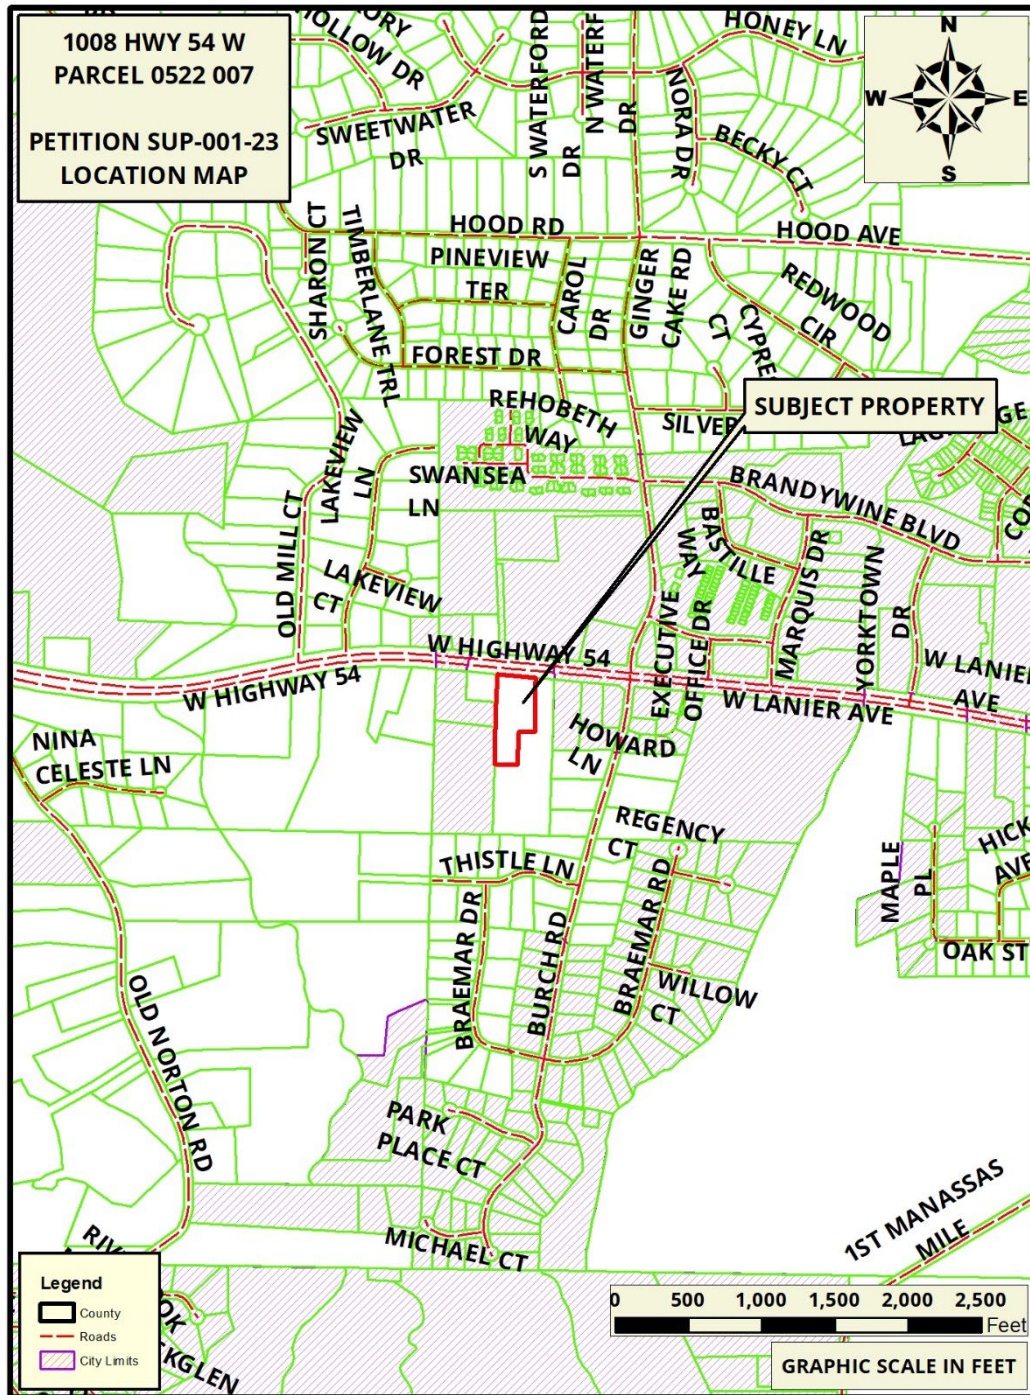 1008 HWY 54 W
PARCEL 0522 007
PETITION SUP-001-23
LOCATION MAP
N
W
E
S
HOLLOW DR
SWEETWATER
DR
S WATERFORD
DR
N WATERF
DR
HONEY LN
NORA DR
BECKY CT
HOOD RD
HOOD AVE
SHARON CT
TIMBERLANE TRL
PINEVIEW
TER
CAROL
DR
GINGER
CAKE RD
REDWOOD
CIR
CYPRE
CT
FOREST DR
SUBJECT PROPERTY
REHOBETH
WAY
SILVER
SWANSEA
LN
LAKEVIEW
LN
BRANDYWINE BLVD
BASTILLE
WAY
MARQUIS DR
YORKTOWN
DR
OLD MILL CT
LAKEVIEW
CT
W HIGHWAY 54
W HIGHWAY 54
EXECUTIVE
OFFICE DR
W LANIER AVE
W LANIE
AVE
NINA
CELESTE LN
HOWARD
LN
REGENCY
CT
THISTLE LN
MAPLE
PL
HICK
AVE
BRAEMAR DR
BURCH RD
BRAEMAR RD
OAK ST
WILLOW
CT
OLD NORTON RD
PARK
PLACE CT
MICHAEL CT
1ST MANASSAS
MILE
Legend
County
Roads
City Limits
0 500 1,000 1,500 2,000 2,500
Feet
GRAPHIC SCALE IN FEET